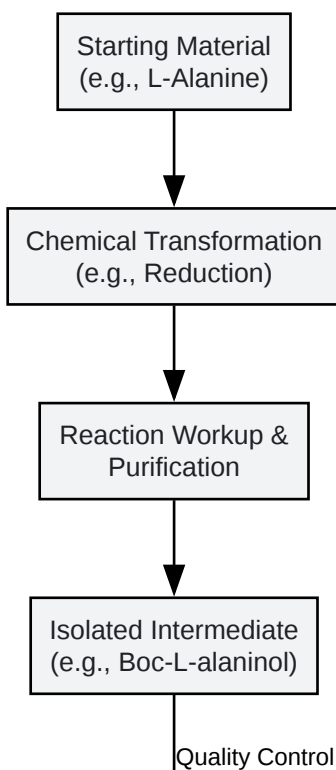 Starting Material
(e.g., L-Alanine)
Chemical Transformation
(e.g., Reduction)
Reaction Workup &
Purification
Isolated Intermediate
(e.g., Boc-L-alaninol)
Quality Control